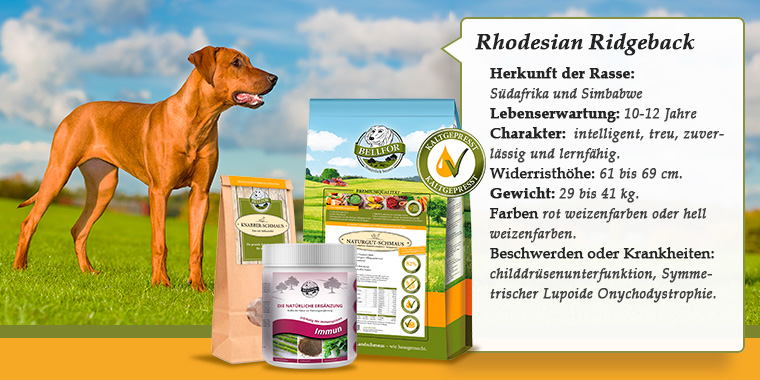 Rhodesian Ridgeback
Herkunft der Rasse:
Südafrika und Simbabwe
Lebenserwartung: 10-12 Jahre
Charakter: intelligent, treu, zuver-
lässig und lernfähig.
Widerristhöhe: 61 bis 69 cm.
Gewicht: 29 bis 41 kg.
Farben rot weizenfarben oder hell
weizenfarben.
Beschwerden oder Krankheiten:
childdrüsenunterfunktion, Symme-
trischer Lupoide Onychodystrophie.
BELLFOR
KALTGEPRESST
KALTGEPRESST
PREMIUMQUALITÄT
NATURGUT-SCHMAUS
KNABBER-SCHMAUS
DIE NATÜRLICHE ERGÄNZUNG
Immun